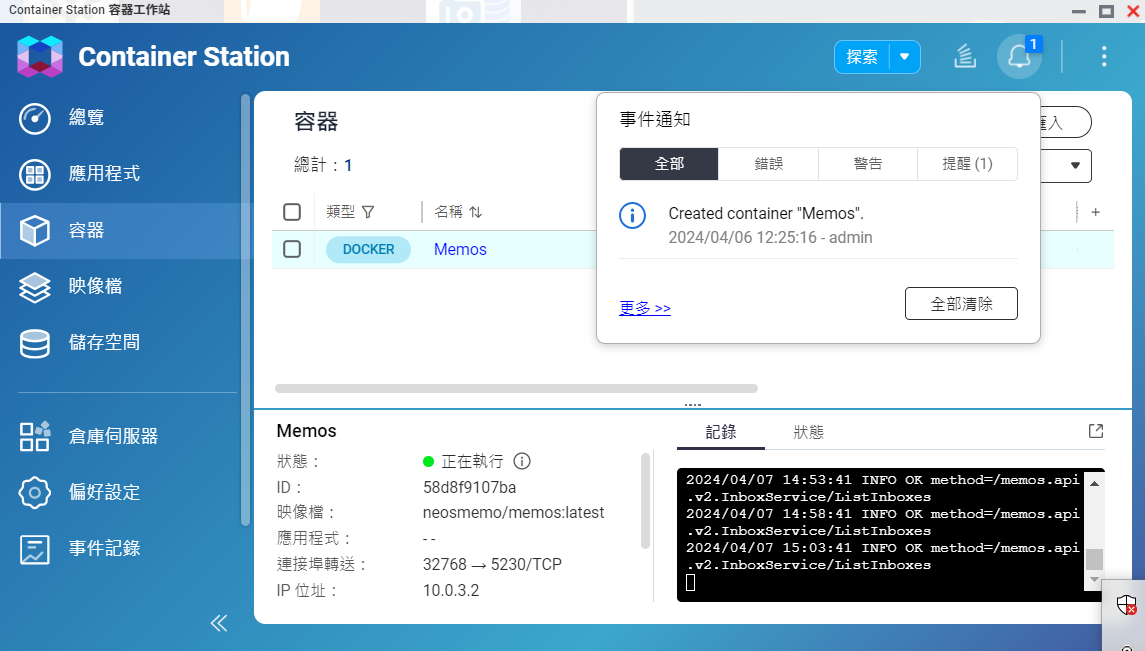 Container Station 容器工作站
Container Station
探索
1
總覽
應用程式
容器
映像檔
儲存空間
倉庫伺服器
偏好設定
事件記錄
容器
總計：1
匯入
類型
名稱
+
DOCKER
Memos
事件通知
全部
錯誤
警告
提醒 (1)
Created container "Memos".
2024/04/06 12:25:16 - admin
更多 >>
全部清除
Memos
狀態：
正在執行
ID：
58d8f9107ba
映像檔：
neosmemo/memos:latest
應用程式：
- -
連接埠轉送：
32768 → 5230/TCP
IP 位址：
10.0.3.2
記錄
狀態
2024/04/07 14:53:41 INFO OK method=/memos.api
.v2.InboxService/ListInboxes
2024/04/07 14:58:41 INFO OK method=/memos.api
.v2.InboxService/ListInboxes
2024/04/07 15:03:41 INFO OK method=/memos.api
.v2.InboxService/ListInboxes